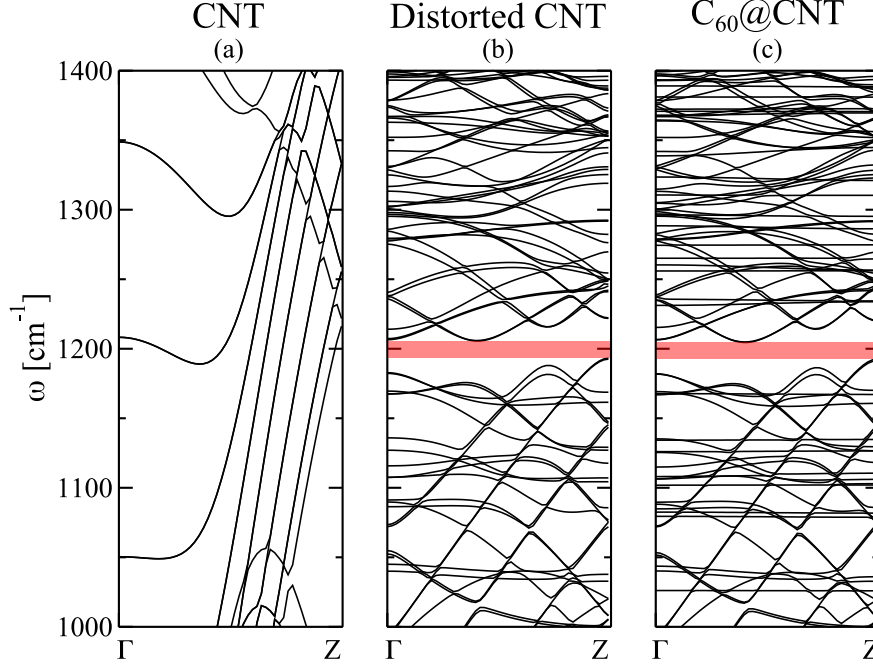 CNT Distorted CNT C₆₀@CNT
(a) (b) (c)
1400
1300
1200
1100
1000
ω [cm⁻¹]
Γ Z Γ Z Γ Z